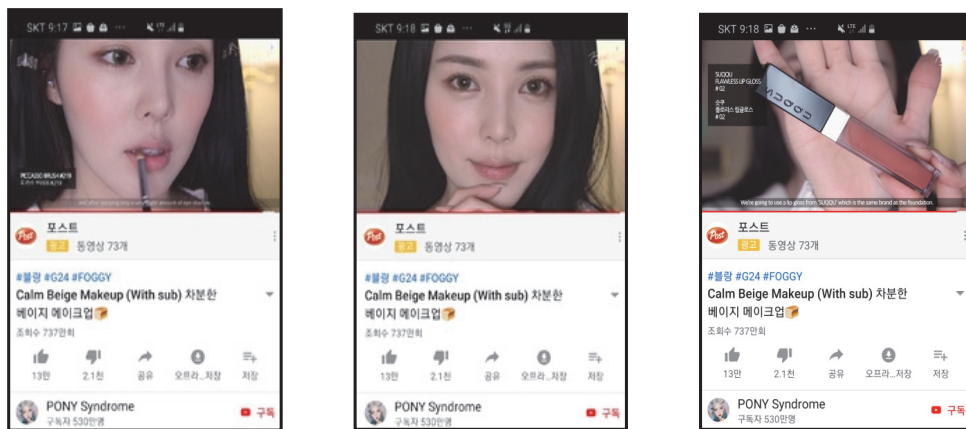 SKT 9:17
LTE
PICCASSO BRUSH #219
Post
포스트
광고 동영상 73개
#블랑 #G24 #FOGGY
Calm Beige Makeup (With sub) 차분한
베이지 메이크업
조회수 737만회
13만 2.1천 공유 오프라...저장 저장
PONY Syndrome
구독자 530만명
구독
SKT 9:18
Post
포스트
광고 동영상 73개
#블랑 #G24 #FOGGY
Calm Beige Makeup (With sub) 차분한
베이지 메이크업
조회수 737만회
13만 2.1천 공유 오프라...저장 저장
PONY Syndrome
구독자 530만명
구독
SKT 9:18
LTE
SUQQU
FLAWLESS LIP GLOSS
# 02
숫쿠
플로리스 립글로스
# 02
SUQQU
We're going to use a lip gloss from 'SUQQU' which is the same brand as the foundation.
Post
포스트
광고 동영상 73개
#블랑 #G24 #FOGGY
Calm Beige Makeup (With sub) 차분한
베이지 메이크업
조회수 737만회
13만 2.1천 공유 오프라...저장 저장
PONY Syndrome
구독자 530만명
구독